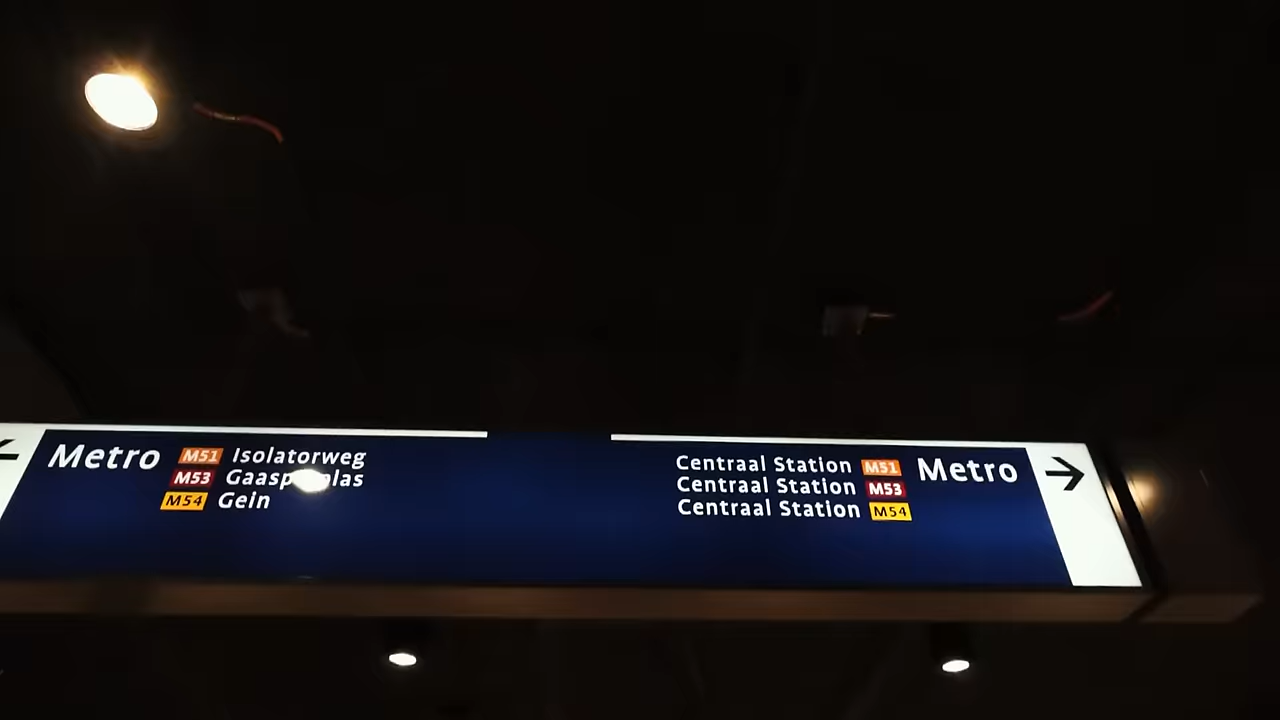 Metro M51 Isolatorweg
M53
M54 Gein
Centraal Station M51 Metro
Centraal Station M53
Centraal Station M54